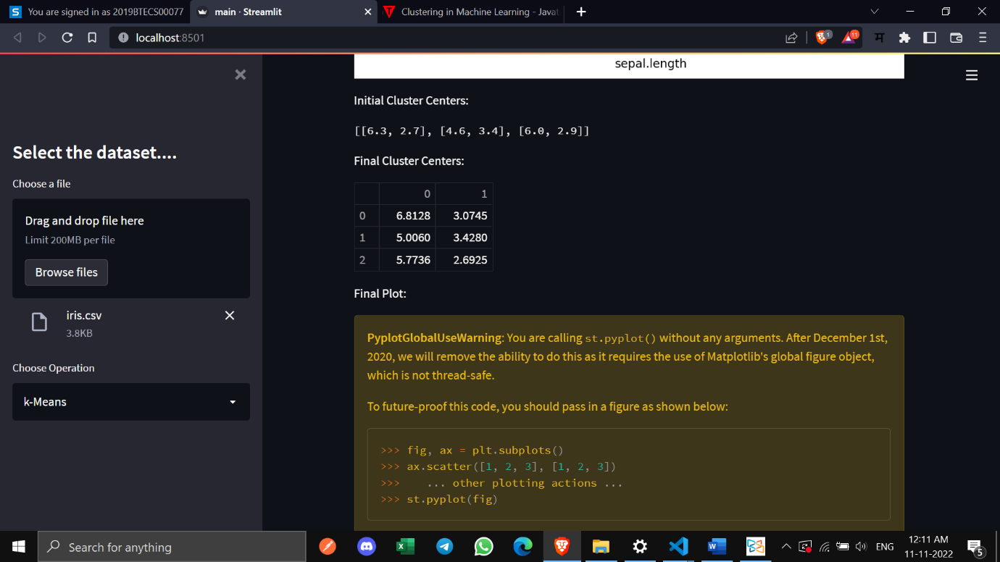 You are signed in as 2019BTECS00077
main · Streamlit
Clustering in Machine Learning - Javat
localhost:8501
1
11
म
Select the dataset....
Choose a file
Drag and drop file here
Limit 200MB per file
Browse files
iris.csv
3.8KB
Choose Operation
k-Means
sepal.length
Initial Cluster Centers:
[[6.3, 2.7], [4.6, 3.4], [6.0, 2.9]]
Final Cluster Centers:
0 1
0 6.8128 3.0745
1 5.0060 3.4280
2 5.7736 2.6925
Final Plot:
PyplotGlobalUseWarning: You are calling st.pyplot() without any arguments. After December 1st,
2020, we will remove the ability to do this as it requires the use of Matplotlib's global figure object,
which is not thread-safe.
To future-proof this code, you should pass in a figure as shown below:
>>> fig, ax = plt.subplots()
>>> ax.scatter([1, 2, 3], [1, 2, 3])
>>>    ... other plotting actions ...
>>> st.pyplot(fig)
Search for anything
ENG
12:11 AM
11-11-2022
5